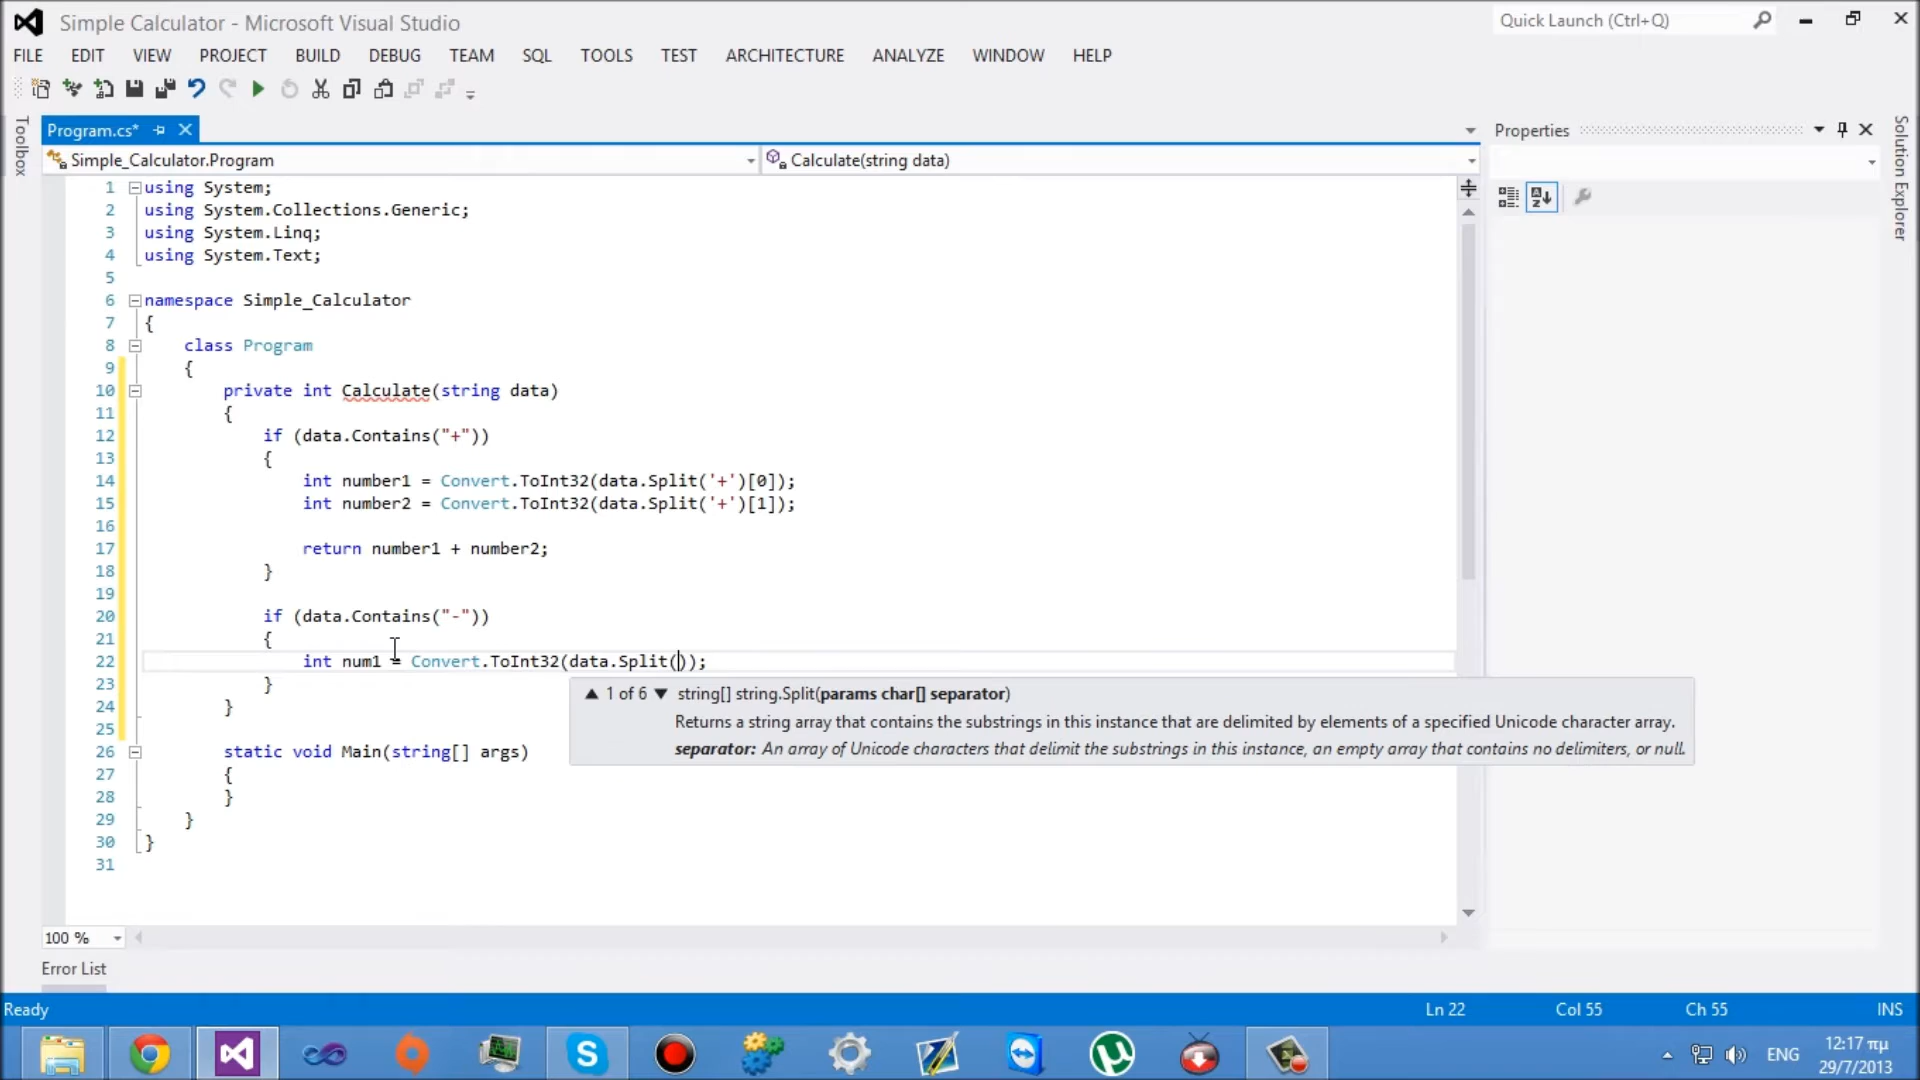 Simple Calculator - Microsoft Visual Studio
Quick Launch (Ctrl+Q)
FILE EDIT VIEW PROJECT BUILD DEBUG TEAM SQL TOOLS TEST ARCHITECTURE ANALYZE WINDOW HELP
Toolbox
Program.cs*
Properties
Solution Explorer
Simple_Calculator.Program
Calculate(string data)
1 using System;
2 using System.Collections.Generic;
3 using System.Linq;
4 using System.Text;
5
6 namespace Simple_Calculator
7 {
8 class Program
9 {
10 private int Calculate(string data)
11 {
12 if (data.Contains("+"))
13 {
14 int number1 = Convert.ToInt32(data.Split('+')[0]);
15 int number2 = Convert.ToInt32(data.Split('+')[1]);
16
17 return number1 + number2;
18 }
19
20 if (data.Contains("-"))
21 {
22 int num1 = Convert.ToInt32(data.Split());
23 }
24 }
25
26 static void Main(string[] args)
27 {
28 }
29 }
30 }
31
▲ 1 of 6 ▼ string[] string.Split(params char[] separator)
Returns a string array that contains the substrings in this instance that are delimited by elements of a specified Unicode character array.
separator: An array of Unicode characters that delimit the substrings in this instance, an empty array that contains no delimiters, or null.
100 %
Error List
Ready
Ln 22
Col 55
Ch 55
INS
ENG
12:17 πμ
29/7/2013